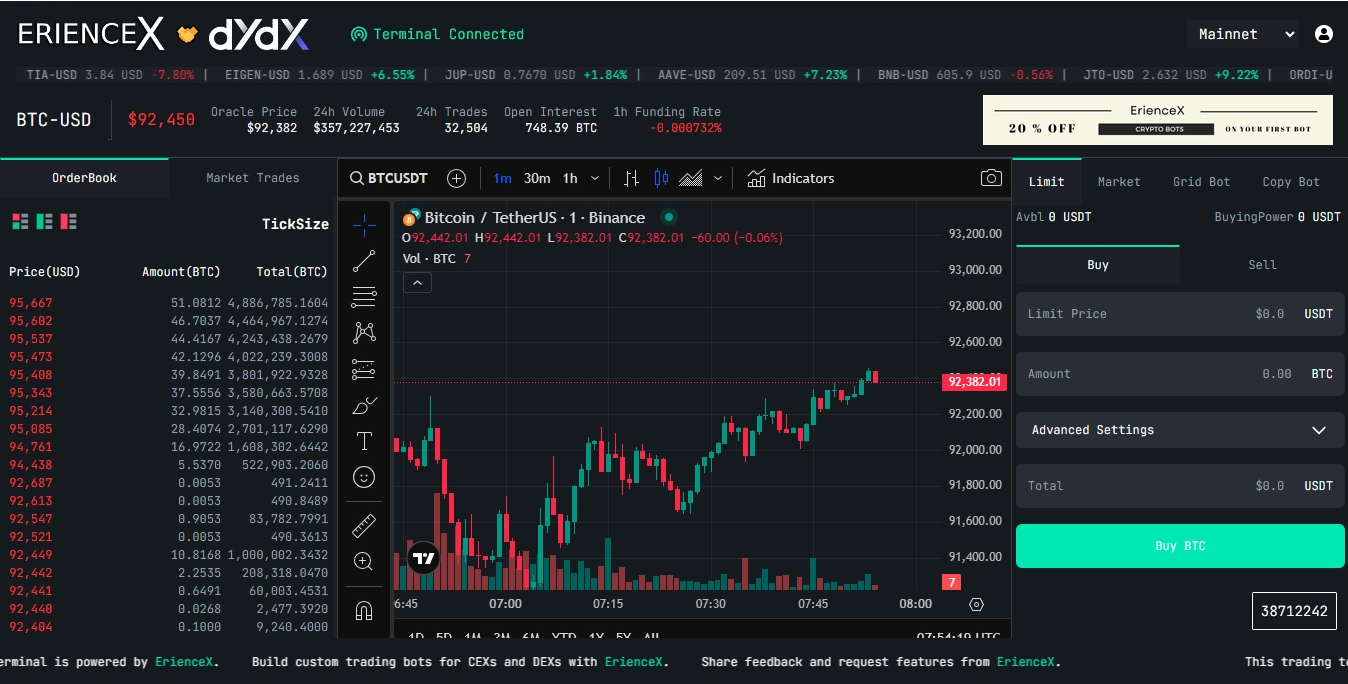 ERIENCEX dYdX Terminal Connected Mainnet
TIA-USD 3.84 USD -7.80% | EIGEN-USD 1.689 USD +6.55% | JUP-USD 0.7670 USD +1.84% | AAVE-USD 209.51 USD +7.23% | BNB-USD 605.9 USD -0.56% | JTO-USD 2.632 USD +9.22% | ORDI-U
BTC-USD $92,450
Oracle Price 24h Volume 24h Trades Open Interest 1h Funding Rate
$92,382 $357,227,453 32,504 748.39 BTC -0.000732%
ErienceX
20 % OFF CRYPTO BOTS ON YOUR FIRST BOT
OrderBook Market Trades
TickSize
Price(USD) Amount(BTC) Total(BTC)
95,667 51.0812 4,886,785.1604
95,602 46.7037 4,464,967.1274
95,537 44.4167 4,243,438.2679
95,473 42.1296 4,022,239.3008
95,408 39.8491 3,801,922.9328
95,343 37.5556 3,580,663.5708
95,214 32.9815 3,140,300.5410
95,085 28.4074 2,701,117.6290
94,761 16.9722 1,608,302.6442
94,438 5.5370 522,903.2060
92,687 0.0053 491.2411
92,613 0.0053 490.8489
92,547 0.9053 83,782.7991
92,521 0.0053 490.3613
92,449 10.8168 1,000,002.3432
92,442 2.2535 208,318.0470
92,441 0.6491 60,003.4531
92,440 0.0268 2,477.3920
92,404 0.1000 9,240.4000
BTCUSDT 1m 30m 1h Indicators
Bitcoin / TetherUS · 1 · Binance
O92,442.01 H92,442.01 L92,382.01 C92,382.01 −60.00 (−0.06%)
Vol · BTC 7
93,200.00
93,000.00
92,800.00
92,600.00
92,382.01
92,200.00
92,000.00
91,800.00
91,600.00
91,400.00
7
6:45 07:00 07:15 07:30 07:45 08:00
1D 5D 1M 3M 6M YTD 1Y 5Y All 07:54:19 UTC
Limit Market Grid Bot Copy Bot
Avbl 0 USDT BuyingPower 0 USDT
Buy Sell
Limit Price $0.0 USDT
Amount 0.00 BTC
Advanced Settings
Total $0.0 USDT
Buy BTC
38712242
erminal is powered by ErienceX. Build custom trading bots for CEXs and DEXs with ErienceX. Share feedback and request features from ErienceX. This trading te